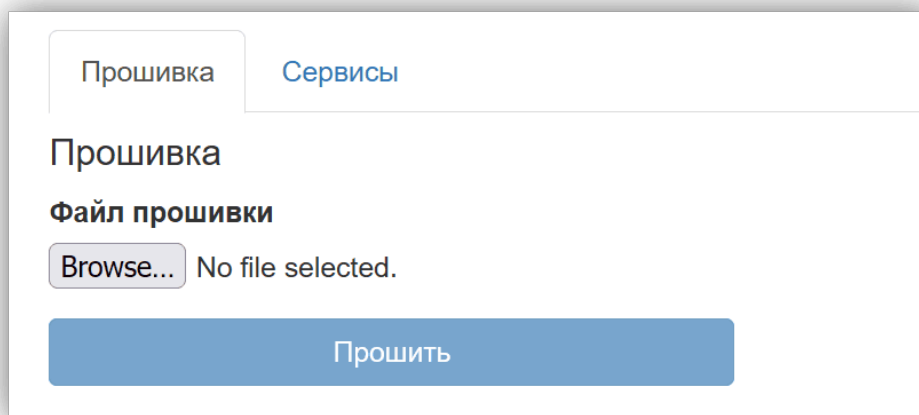 Прошивка Сервисы
Прошивка
Файл прошивки
Browse... No file selected.
Прошить